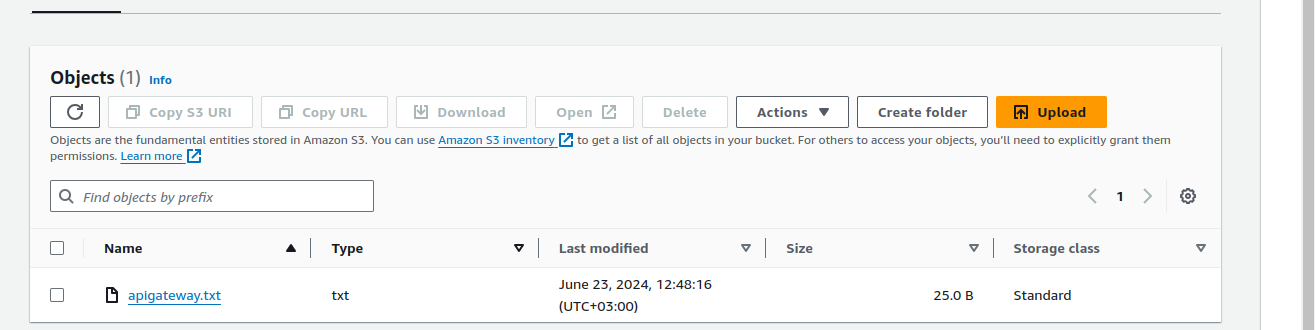 Objects (1) Info
Copy S3 URI Copy URL Download Open Delete Actions Create folder Upload
Objects are the fundamental entities stored in Amazon S3. You can use Amazon S3 inventory to get a list of all objects in your bucket. For others to access your objects, you'll need to explicitly grant them
permissions. Learn more
Find objects by prefix 1
Name Type Last modified Size Storage class
apigateway.txt txt June 23, 2024, 12:48:16 25.0 B Standard
(UTC+03:00)